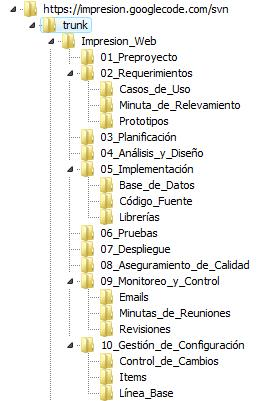 https://impresion.googlecode.com/svn
trunk
Impresion_Web
01_Preproyecto
02_Requerimientos
Casos_de_Uso
Minuta_de_Relevamiento
Prototipos
03_Planificación
04_Análisis_y_Diseño
05_Implementación
Base_de_Datos
Código_Fuente
Librerías
06_Pruebas
07_Despliegue
08_Aseguramiento_de_Calidad
09_Monitoreo_y_Control
Emails
Minutas_de_Reuniones
Revisiones
10_Gestión_de_Configuración
Control_de_Cambios
Items
Línea_Base